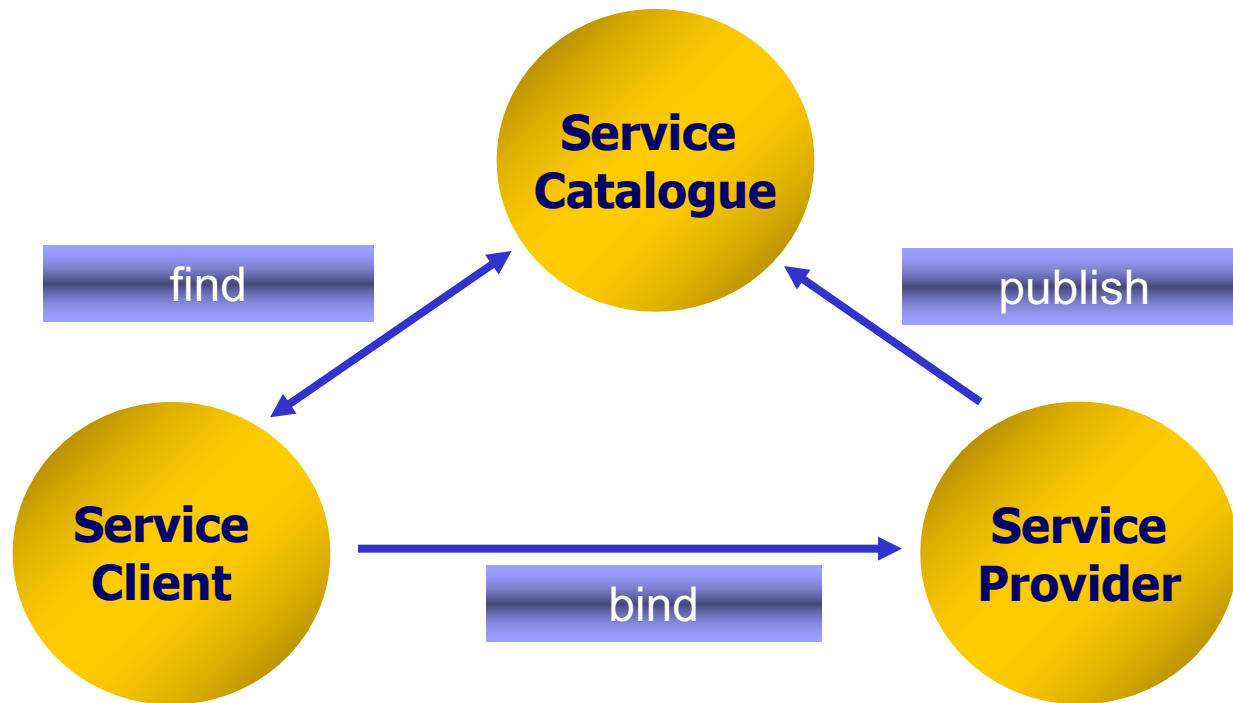 Service
Catalogue
find
publish
Service
Client
bind
Service
Provider